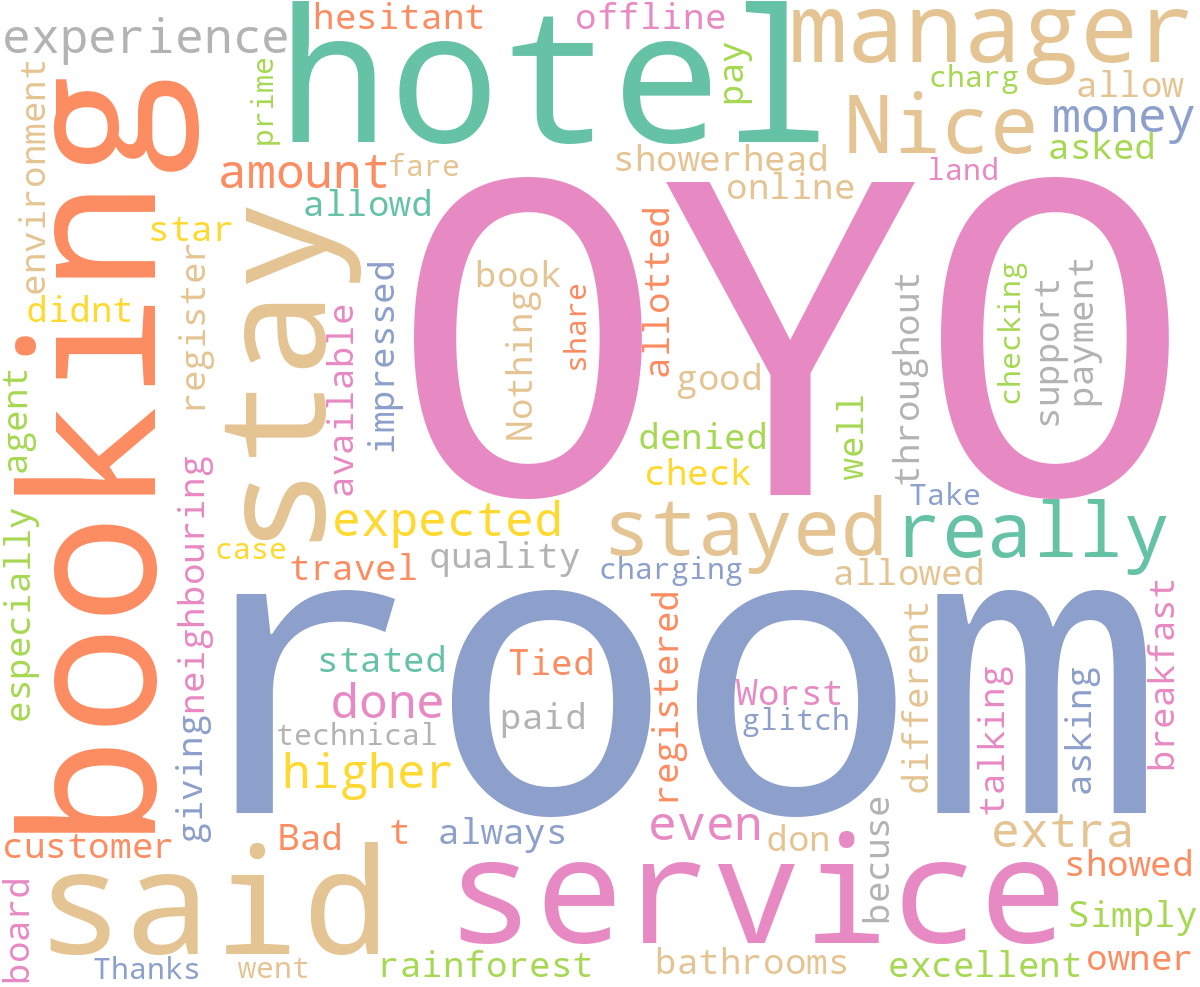 experience
hesitant
offline
manager
hotel
prime
pay
charg
allow
environment
booking
Nice
money
asked
amount
fare
showerhead
online
land
allowd
star
stay
OYO
register
didnt
impressed
available
book
Nothing
share
allotted
good
throughout
checking
support
payment
agent
denied
check
well
Take
expected
stayed
really
especially
neighbouring
case
travel
quality
charging
allowed
room
breakfast
stated
Tied
registered
different
talking
asking
done
paid
Worst
glitch
technical
higher
giving
customer
Bad
t
always
even
don
becuse
extra
said
service
showed
board
Simply
Thanks
went
rainforest
bathrooms
excellent
owner